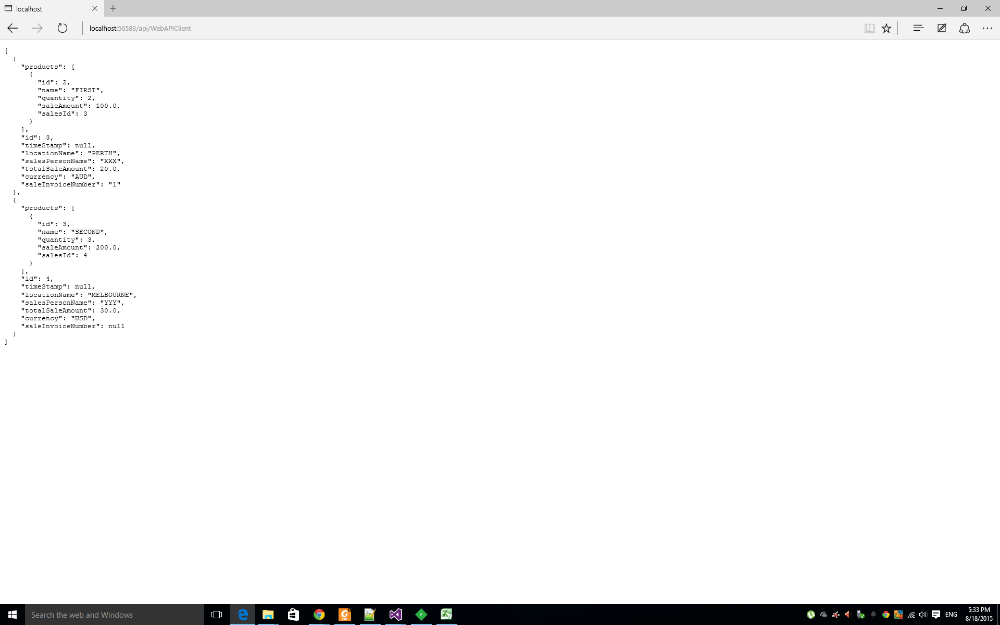 localhost
localhost:56583/api/WebAPIClient
[
  {
    "products": [
      {
        "id": 2,
        "name": "FIRST",
        "quantity": 2,
        "saleAmount": 100.0,
        "salesId": 3
      }
    ],
    "id": 3,
    "timeStamp": null,
    "locationName": "PERTH",
    "salesPersonName": "XXX",
    "totalSaleAmount": 20.0,
    "currency": "AUD",
    "saleInvoiceNumber": "1"
  },
  {
    "products": [
      {
        "id": 3,
        "name": "SECOND",
        "quantity": 3,
        "saleAmount": 200.0,
        "salesId": 4
      }
    ],
    "id": 4,
    "timeStamp": null,
    "locationName": "MELBOURNE",
    "salesPersonName": "YYY",
    "totalSaleAmount": 30.0,
    "currency": "USD",
    "saleInvoiceNumber": null
  }
]
Search the web and Windows
ENG
5:33 PM
8/18/2015